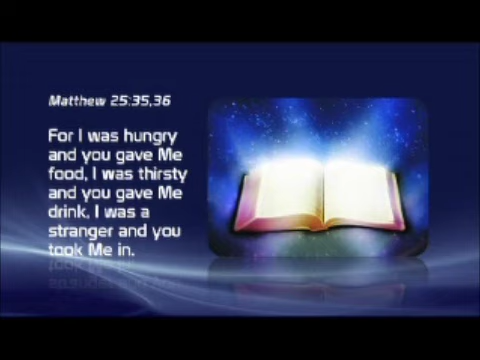 Matthew 25:35,36
For I was hungry
and you gave Me
food, I was thirsty
and you gave Me
drink, I was a
stranger and you
took Me in.